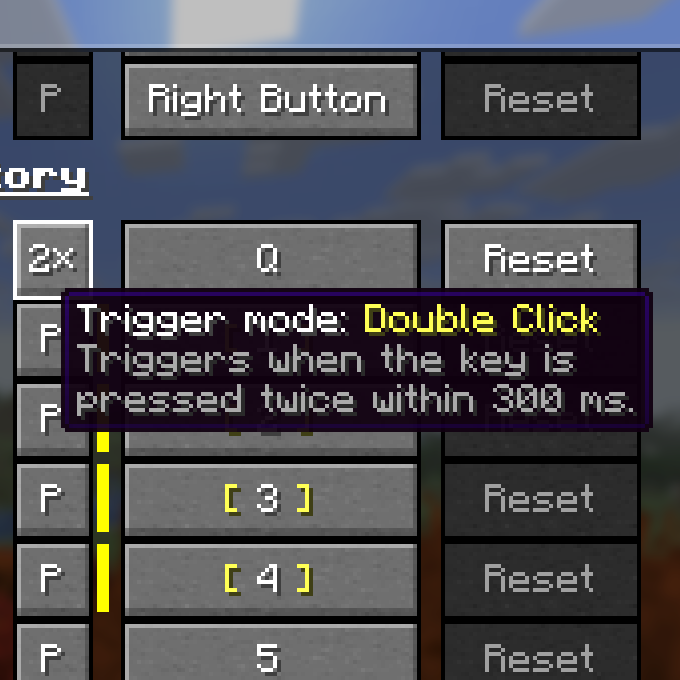 P Right Button Reset
tory
2x Q Reset
Trigger mode: Double Click
Triggers when the key is
pressed twice within 300 ms.
P
P
P [ 3 ] Reset
P [ 4 ] Reset
P 5 Reset